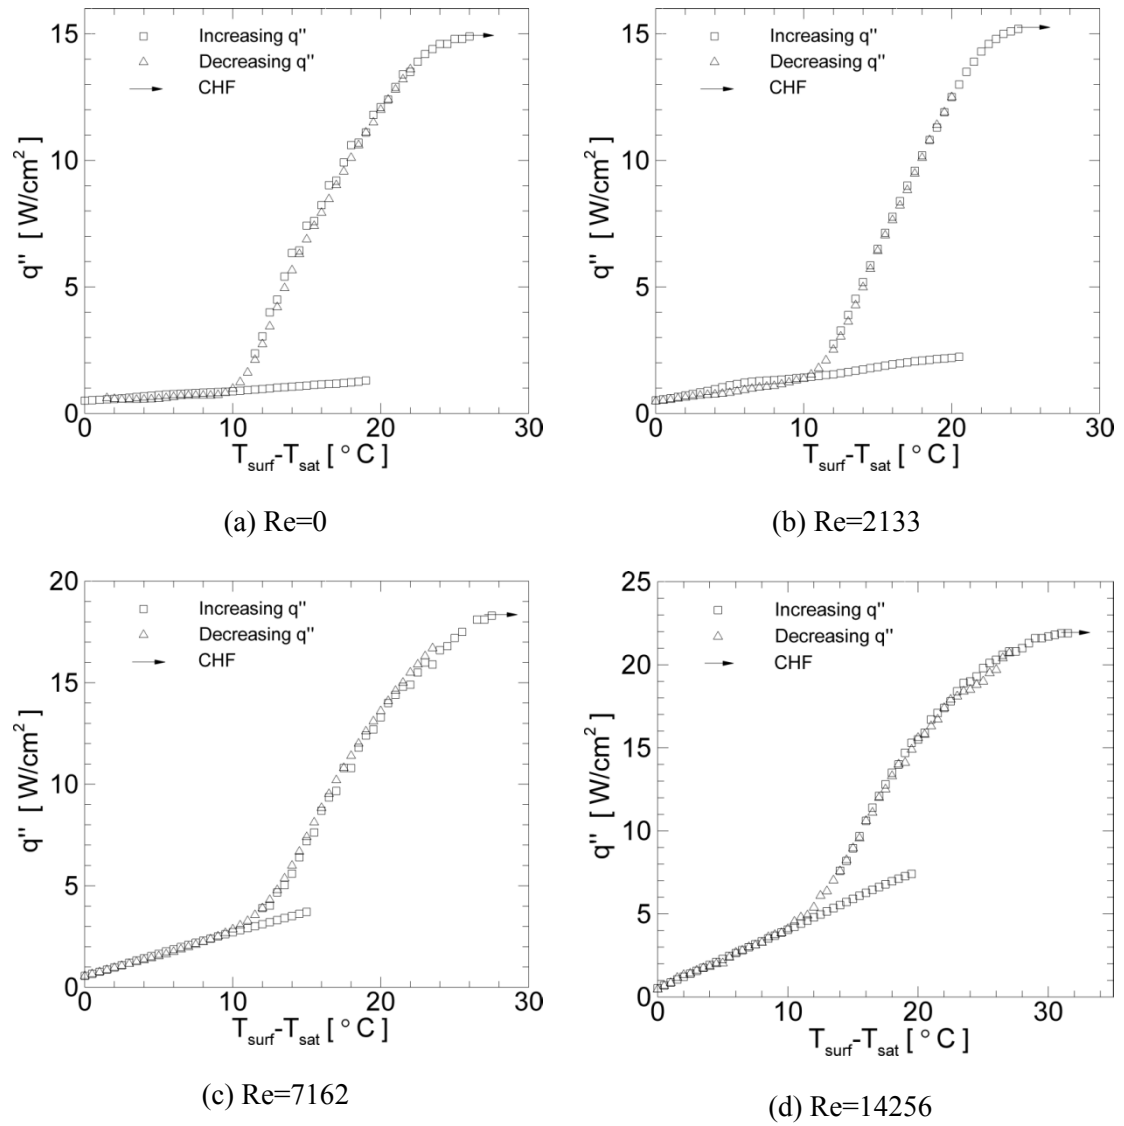 15
10
5
0
0
10
20
30
q" [ W/cm²]
T_surf-T_sat [ ° C ]
Increasing q"
Decreasing q"
CHF
(a) Re=0
15
10
5
0
0
10
20
30
q" [ W/cm²]
T_surf-T_sat [ ° C ]
Increasing q"
Decreasing q"
CHF
(b) Re=2133
20
15
10
5
0
0
10
20
30
q" [ W/cm²]
T_surf-T_sat [ ° C ]
Increasing q"
Decreasing q"
CHF
(c) Re=7162
25
20
15
10
5
0
0
10
20
30
q" [ W/cm²]
T_surf-T_sat [ ° C ]
Increasing q"
Decreasing q"
CHF
(d) Re=14256